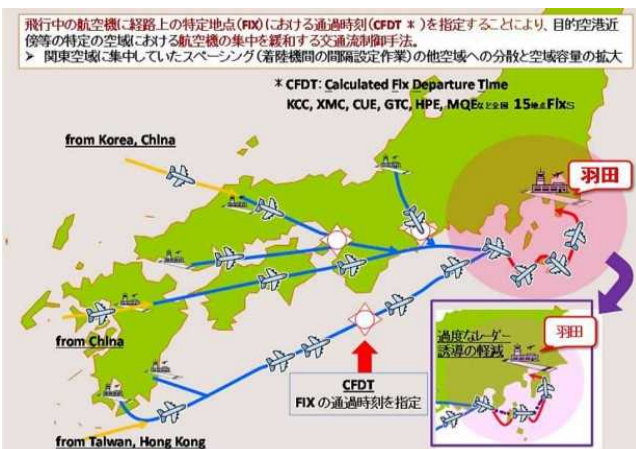 飛行中の航空機に経路上の特定地点(FIX)における通過時刻(CFDT *)を指定することにより、目的空港近
傍等の特定の空域における航空機の集中を緩和する交通流制御手法。
➢ 関東空域に集中していたスペーシング(着陸機間の間隔設定作業)の他空域への分散と空域容量の拡大
* CFDT: Calculated Fix Departure Time
KCC, XMC, CUE, GTC, HPE, MQEなど全国 15地点Fixs
from Korea, China
羽田
from China
過度なレーダー
誘導の軽減
羽田
CFDT
FIX の通過時刻を指定
from Taiwan, Hong Kong